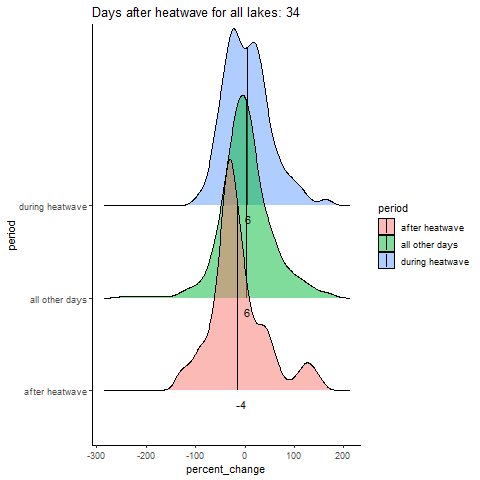 Days after heatwave for all lakes: 34
period
during heatwave
all other days
after heatwave
6
6
-4
-300
-200
-100
0
100
200
percent_change
period
after heatwave
all other days
during heatwave